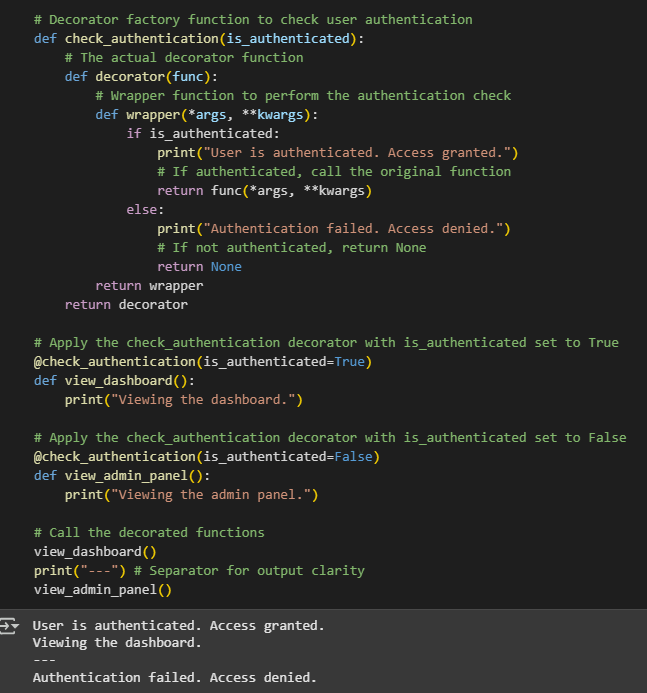 # Decorator factory function to check user authentication
def check_authentication(is_authenticated):
    # The actual decorator function
    def decorator(func):
        # Wrapper function to perform the authentication check
        def wrapper(*args, **kwargs):
            if is_authenticated:
                print("User is authenticated. Access granted.")
                # If authenticated, call the original function
                return func(*args, **kwargs)
            else:
                print("Authentication failed. Access denied.")
                # If not authenticated, return None
                return None
        return wrapper
    return decorator

# Apply the check_authentication decorator with is_authenticated set to True
@check_authentication(is_authenticated=True)
def view_dashboard():
    print("Viewing the dashboard.")

# Apply the check_authentication decorator with is_authenticated set to False
@check_authentication(is_authenticated=False)
def view_admin_panel():
    print("Viewing the admin panel.")

# Call the decorated functions
view_dashboard()
print("---") # Separator for output clarity
view_admin_panel()
User is authenticated. Access granted.
Viewing the dashboard.
---
Authentication failed. Access denied.